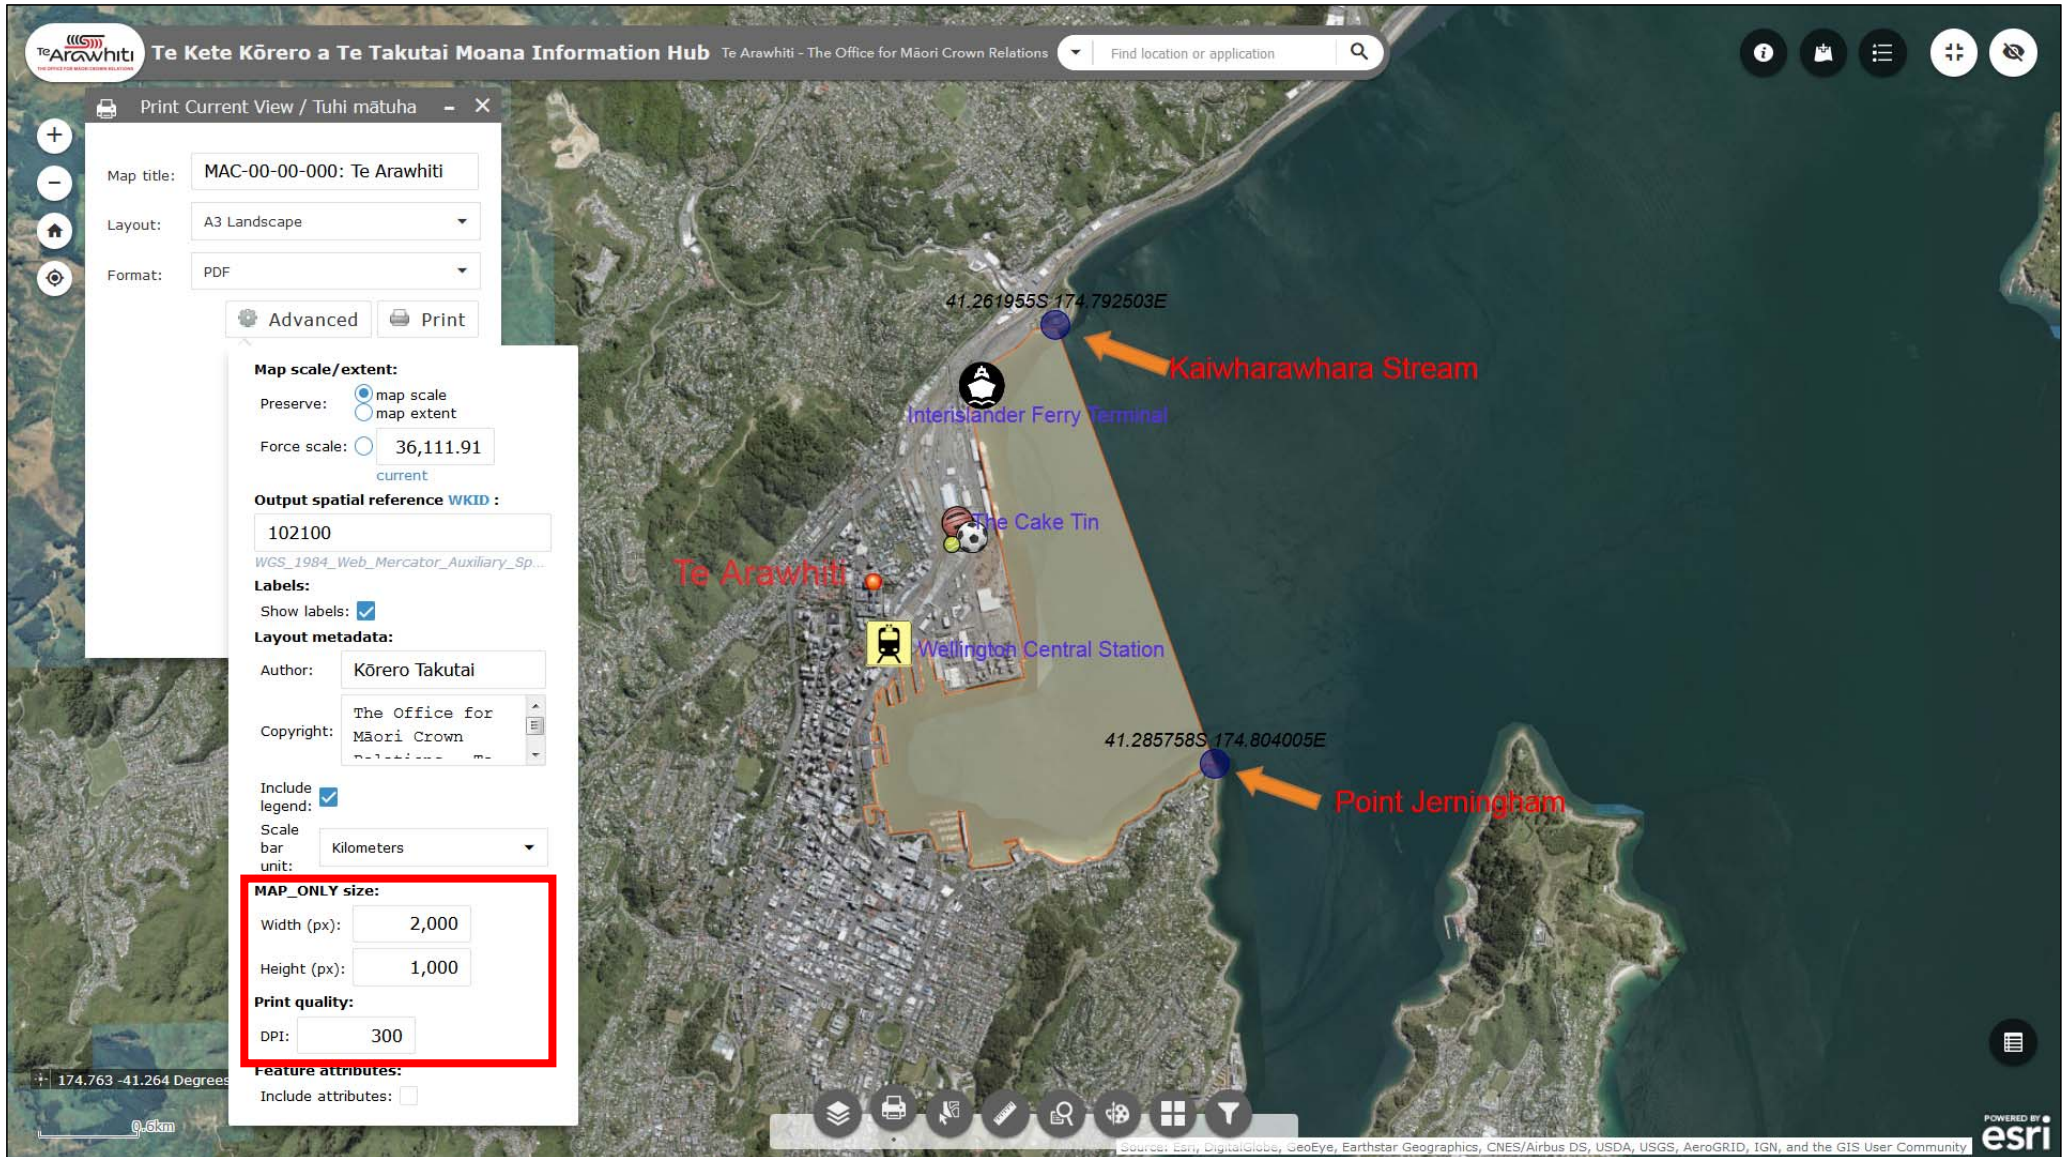 TeArawhiti
THE OFFICE FOR MĀORI CROWN RELATIONS
Te Kete Kōrero a Te Takutai Moana Information Hub
Te Arawhiti - The Office for Māori Crown Relations
Find location or application
Print Current View / Tuhi mātuha
Map title: MAC-00-00-000: Te Arawhiti
Layout: A3 Landscape
Format: PDF
Advanced
Print
Map scale/extent:
Preserve: map scale
map extent
Force scale: 36,111.91
current
Output spatial reference WKID :
102100
WGS_1984_Web_Mercator_Auxiliary_Sp...
Labels:
Show labels:
Layout metadata:
Author: Kōrero Takutai
Copyright: The Office for
Māori Crown
Include
legend:
Scale
bar
unit:
Kilometers
MAP_ONLY size:
Width (px): 2,000
Height (px): 1,000
Print quality:
DPI: 300
Feature attributes:
Include attributes:
174.763 -41.264 Degrees
0.6km
41.261955S 174.792503E
Kaiwharawhara Stream
Interislander Ferry Terminal
The Cake Tin
Te Arawhiti
Wellington Central Station
41.285758S 174.804005E
Point Jerningham
Source: Esri, DigitalGlobe, GeoEye, Earthstar Geographics, CNES/Airbus DS, USDA, USGS, AeroGRID, IGN, and the GIS User Community
POWERED BY
esri